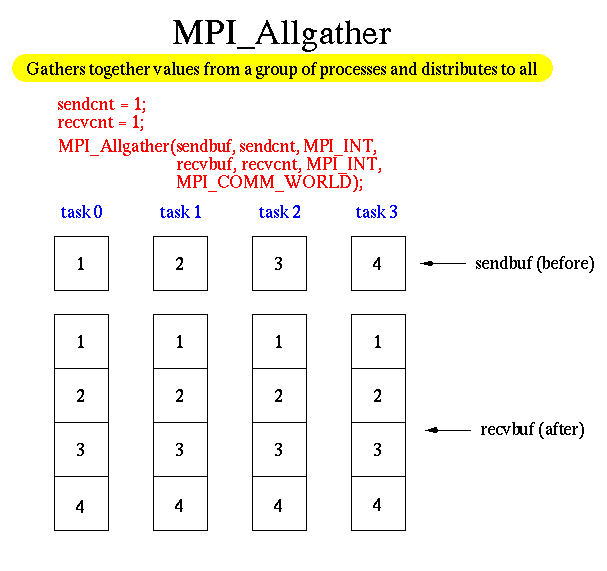 MPI_Allgather
Gathers together values from a group of processes and distributes to all
sendcnt = 1;
recvcnt = 1;
MPI_Allgather(sendbuf, sendcnt, MPI_INT,
recvbuf, recvcnt, MPI_INT,
MPI_COMM_WORLD);
task 0 task 1 task 2 task 3
1 2 3 4 sendbuf (before)
1 1 1 1
2 2 2 2
3 3 3 3
recvbuf (after)
4 4 4 4